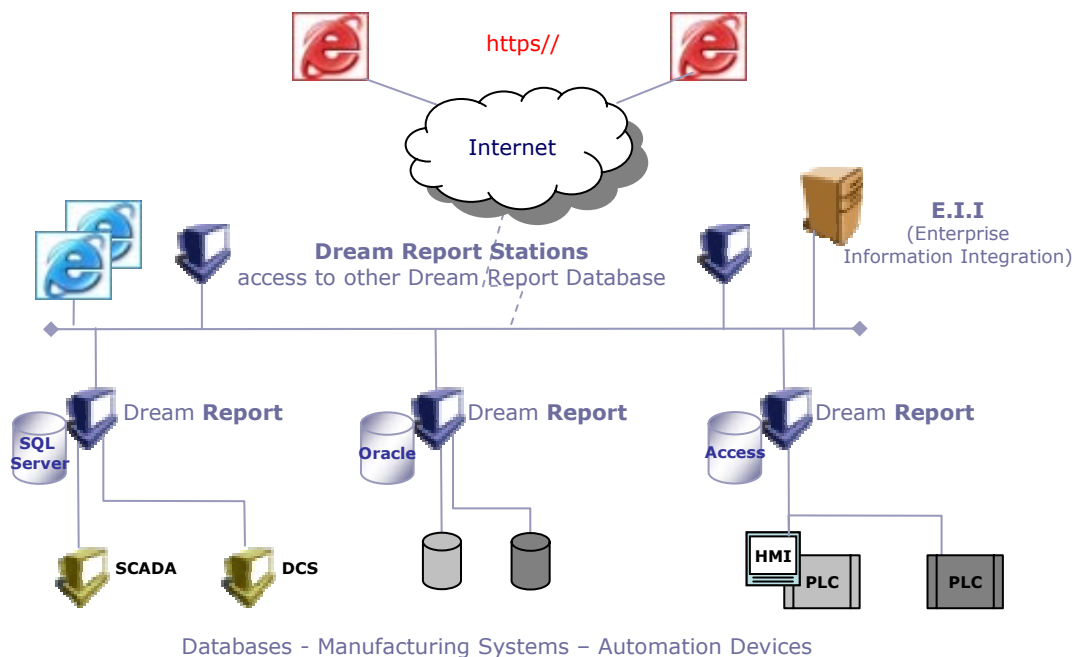 https//
Internet
E.I.I
(Enterprise
Information Integration)
Dream Report Stations
access to other Dream Report Database
Dream Report
Dream Report
Dream Report
SQL
Server
Oracle
Access
SCADA
DCS
HMI
PLC
PLC
Databases - Manufacturing Systems – Automation Devices